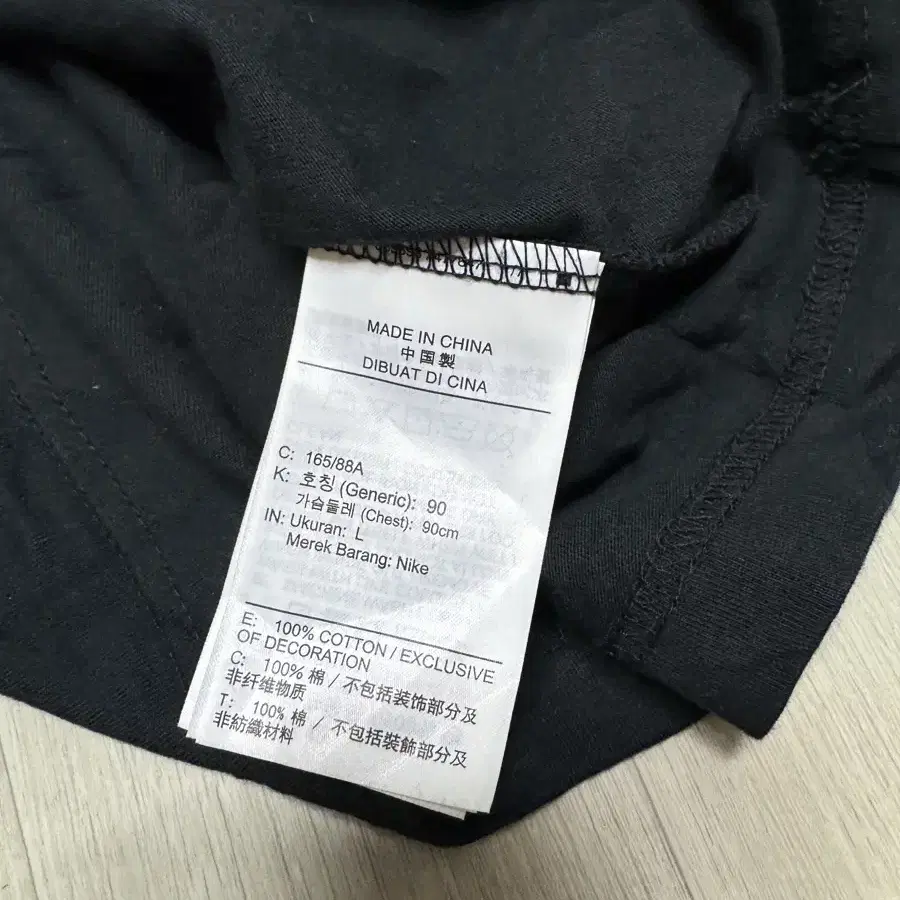 MADE IN CHINA
中国製
DIBUAT DI CINA
C: 165/88A
K: 호칭 (Generic): 90
가슴둘레 (Chest): 90cm
IN: Ukuran: L
Merek Barang: Nike
E: 100% COTTON / EXCLUSIVE
OF DECORATION
C: 100% 棉 / 不包括装饰部分及
非纤维物质
T: 100% 棉 / 不包括裝飾部分及
非紡織材料